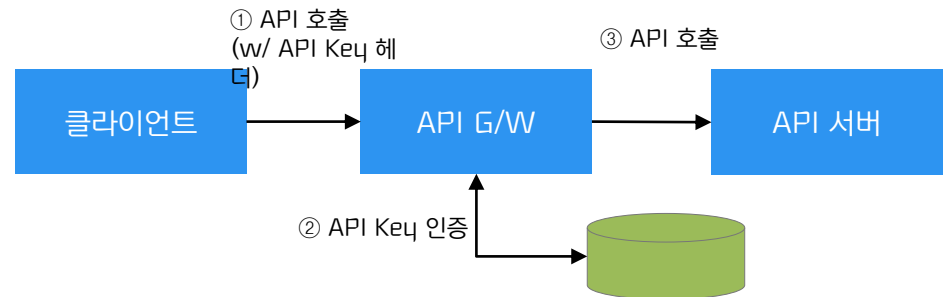 ① API 호출
(w/ API Key 헤
더)
③ API 호출
클라이언트
API G/W
API 서버
② API Key 인증